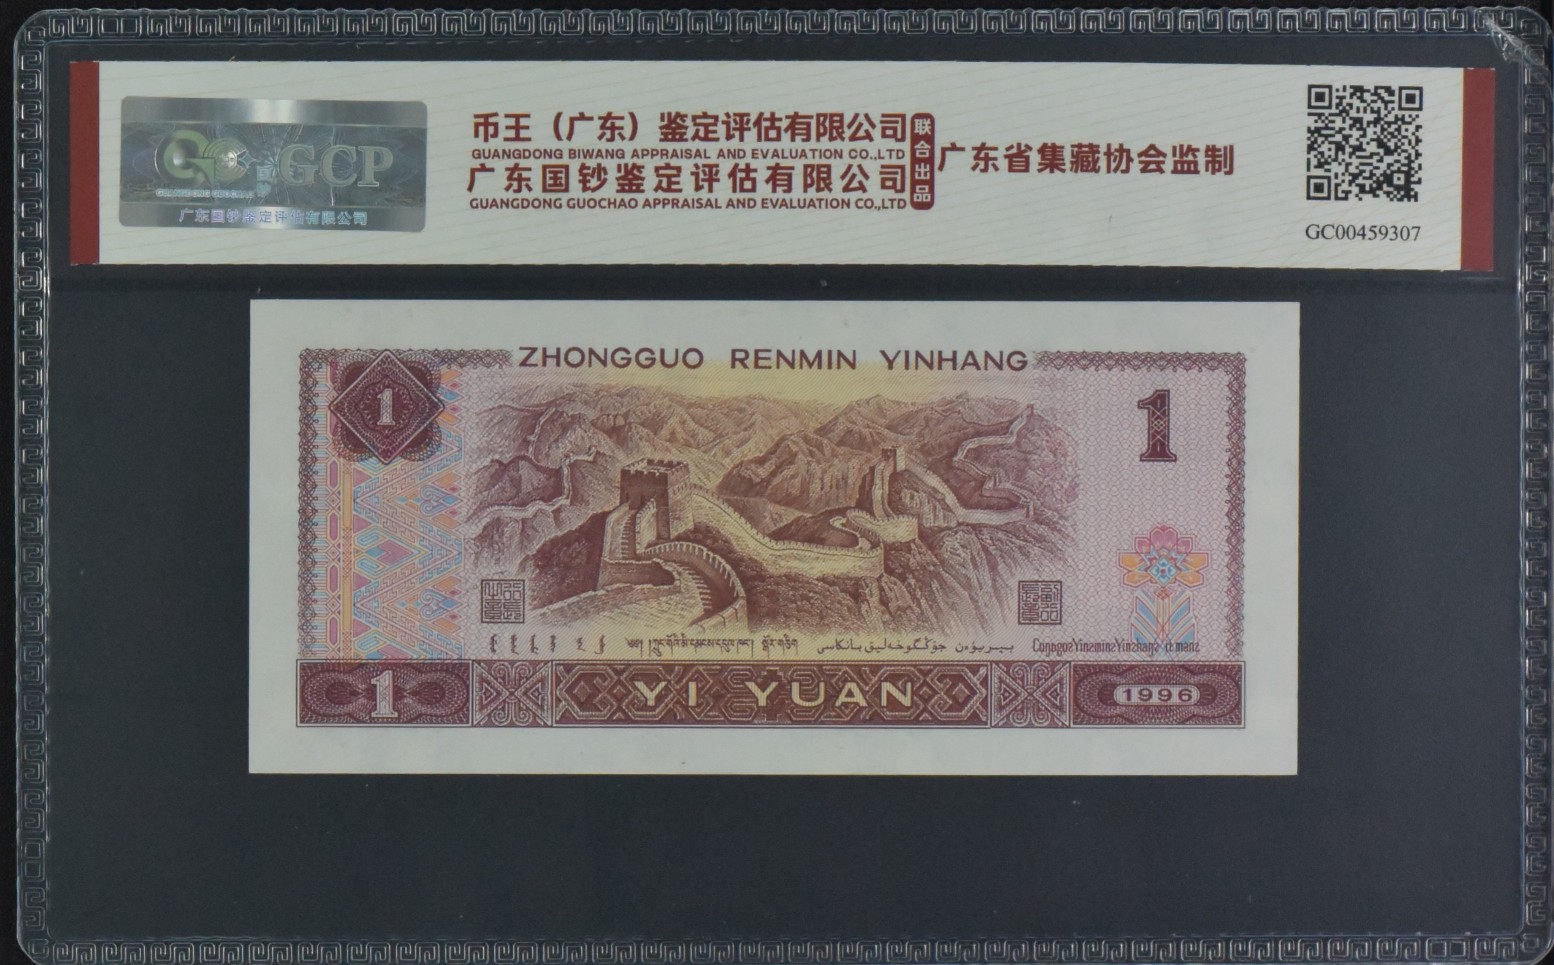 币王（广东）鉴定评估有限公司
GUANGDONG BIWANG APPRAISAL AND EVALUATION CO.,LTD
广东国钞鉴定评估有限公司
GUANGDONG GUOCHAO APPRAISAL AND EVALUATION CO.,LTD
联合出品
广东省集藏协会监制
GCP
GUANGDONG GUOCHAO
广东国钞鉴定评估有限公司
GC00459307
ZHONGGUO RENMIN YINHANG
1
1
1
YI YUAN
1996